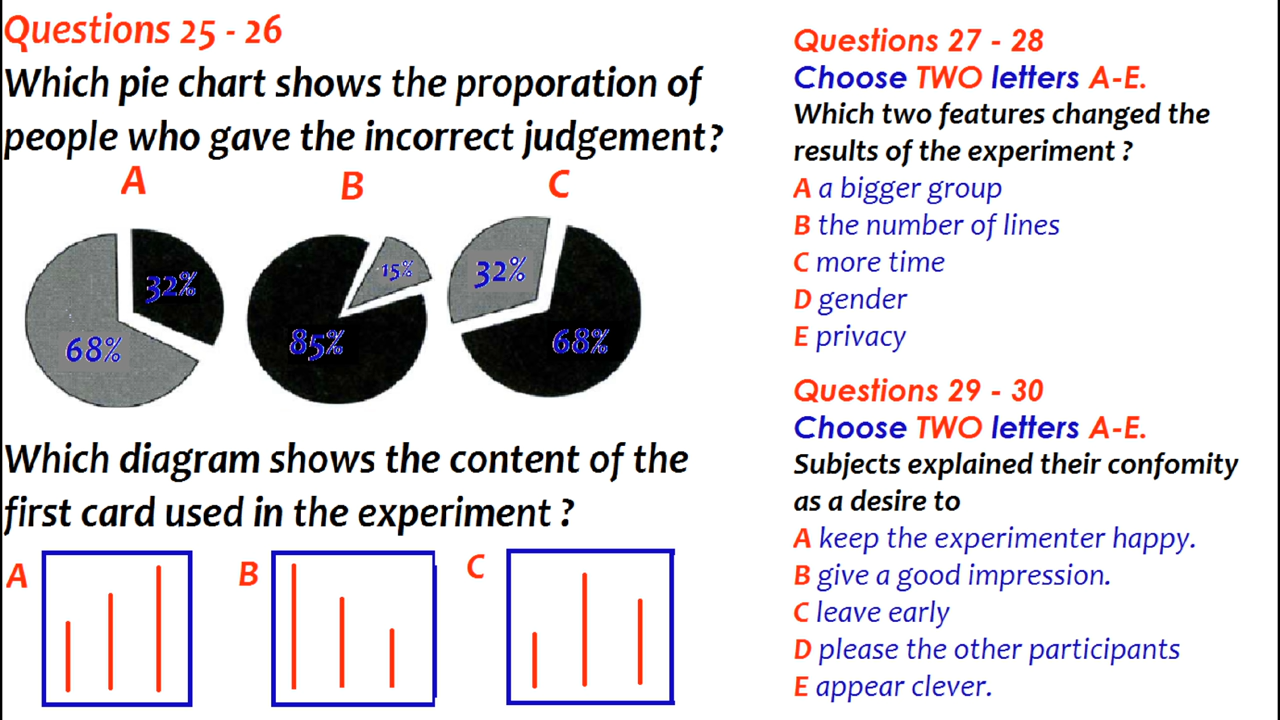 Questions 25 - 26
Which pie chart shows the proporation of
people who gave the incorrect judgement?
A
B
C
32%
68%
15%
85%
32%
68%
Which diagram shows the content of the
first card used in the experiment ?
A
B
C
Questions 27 - 28
Choose TWO letters A-E.
Which two features changed the
results of the experiment ?
A a bigger group
B the number of lines
C more time
D gender
E privacy
Questions 29 - 30
Choose TWO letters A-E.
Subjects explained their confomity
as a desire to
A keep the experimenter happy.
B give a good impression.
C leave early
D please the other participants
E appear clever.